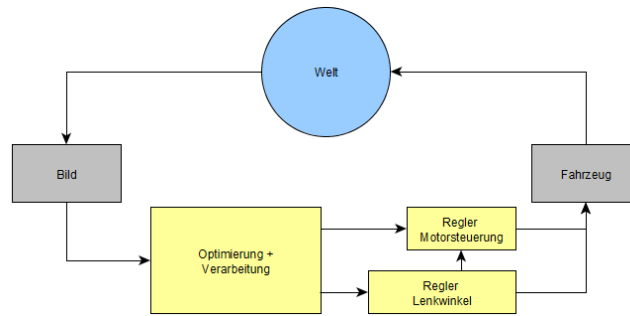 Welt
Bild
Fahrzeug
Optimierung +
Verarbeitung
Regler
Motorsteuerung
Regler
Lenkwinkel